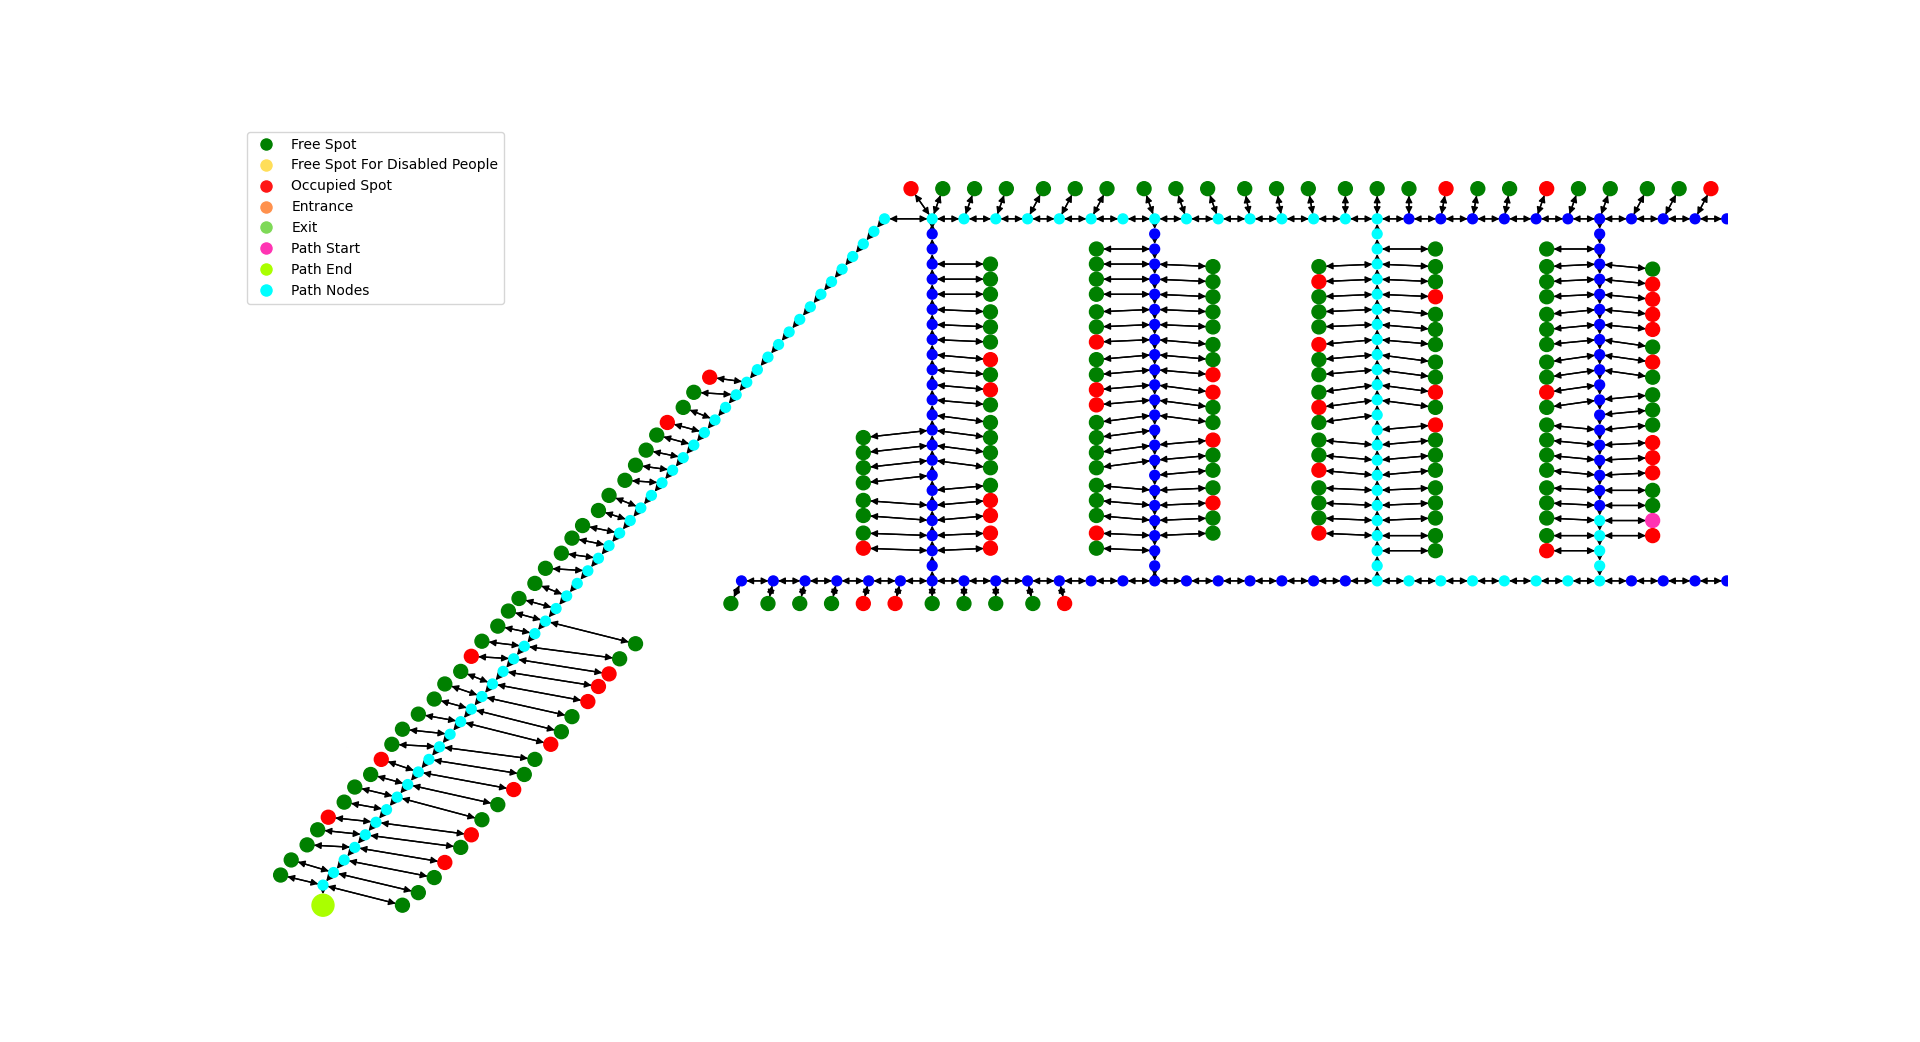 Free Spot
Free Spot For Disabled People
Occupied Spot
Entrance
Exit
Path Start
Path End
Path Nodes